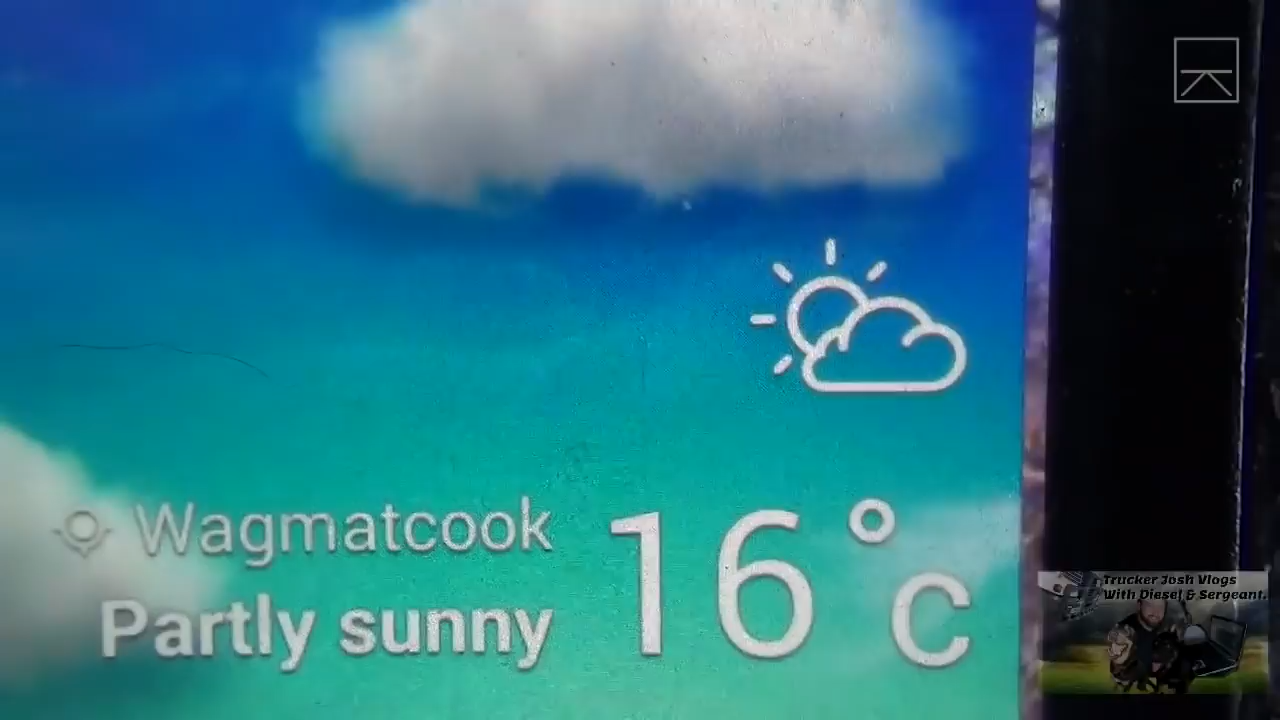 Wagmatcook
Partly sunny
16°c
Trucker Josh Vlogs
With Diesel & Sergeant.